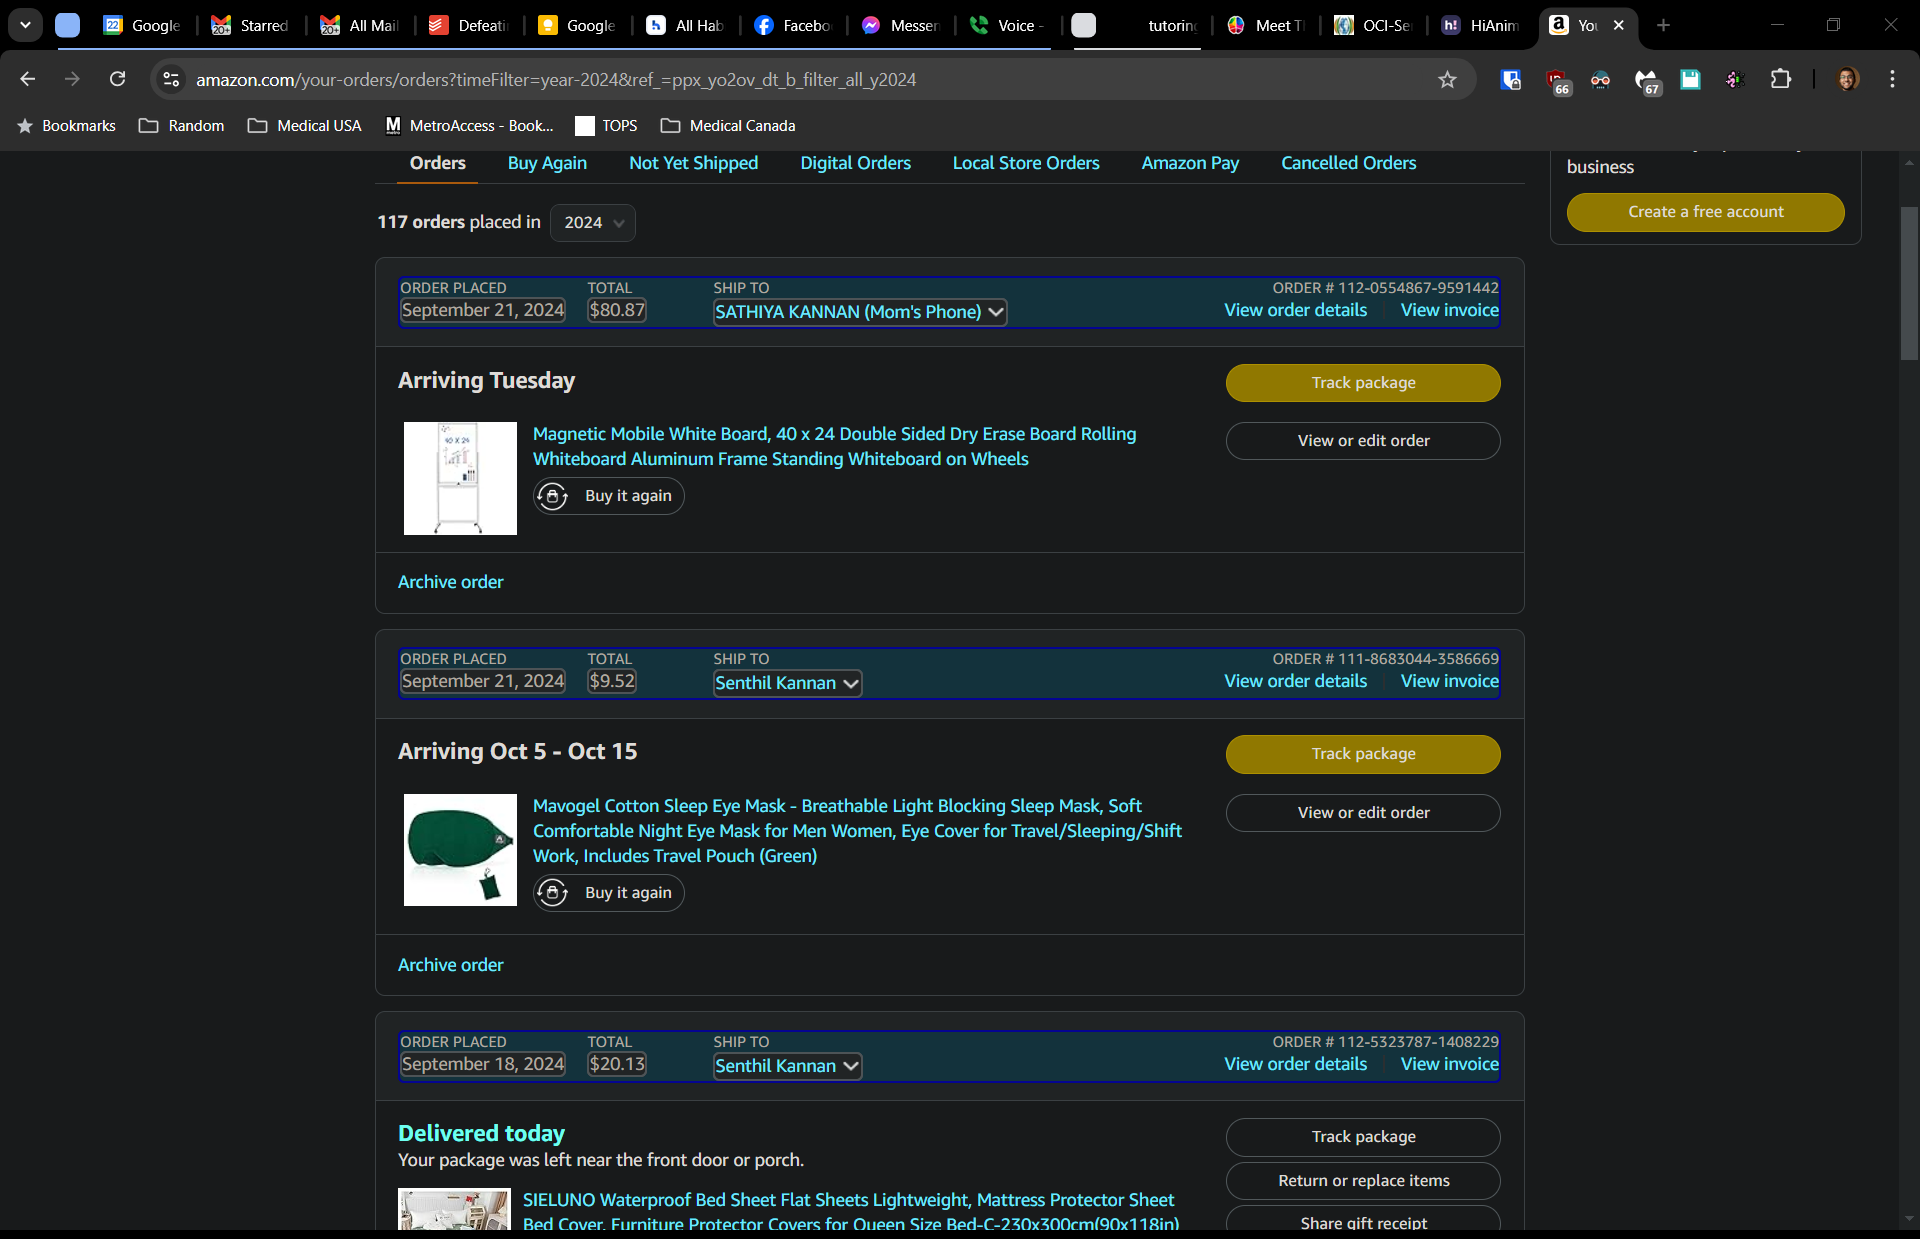 Google
Starred
All Mail
Defeati
Google
All Hab
Facebo
Messen
Voice -
tutoring
Meet T
OCI-Se
HiAnim
You
amazon.com/your-orders/orders?timeFilter=year-2024&ref_=ppx_yo2ov_dt_b_filter_all_y2024
66
67
Bookmarks
Random
Medical USA
MetroAccess - Book...
TOPS
Medical Canada
Orders
Buy Again
Not Yet Shipped
Digital Orders
Local Store Orders
Amazon Pay
Cancelled Orders
business
Create a free account
117 orders placed in 2024
ORDER PLACED TOTAL SHIP TO ORDER # 112-0554867-9591442
September 21, 2024 $80.87 SATHIYA KANNAN (Mom's Phone) View order details View invoice
Arriving Tuesday
Track package
Magnetic Mobile White Board, 40 x 24 Double Sided Dry Erase Board Rolling
Whiteboard Aluminum Frame Standing Whiteboard on Wheels
View or edit order
40 X 24
Buy it again
Archive order
ORDER PLACED TOTAL SHIP TO ORDER # 111-8683044-3586669
September 21, 2024 $9.52 Senthil Kannan View order details View invoice
Arriving Oct 5 - Oct 15
Track package
Mavogel Cotton Sleep Eye Mask - Breathable Light Blocking Sleep Mask, Soft
Comfortable Night Eye Mask for Men Women, Eye Cover for Travel/Sleeping/Shift
Work, Includes Travel Pouch (Green)
View or edit order
Buy it again
Archive order
ORDER PLACED TOTAL SHIP TO ORDER # 112-5323787-1408229
September 18, 2024 $20.13 Senthil Kannan View order details View invoice
Delivered today
Your package was left near the front door or porch.
Track package
Return or replace items
SIELUNO Waterproof Bed Sheet Flat Sheets Lightweight, Mattress Protector Sheet
Bed Cover, Furniture Protector Covers for Queen Size Bed-C-230x300cm(90x118in)
Share gift receipt